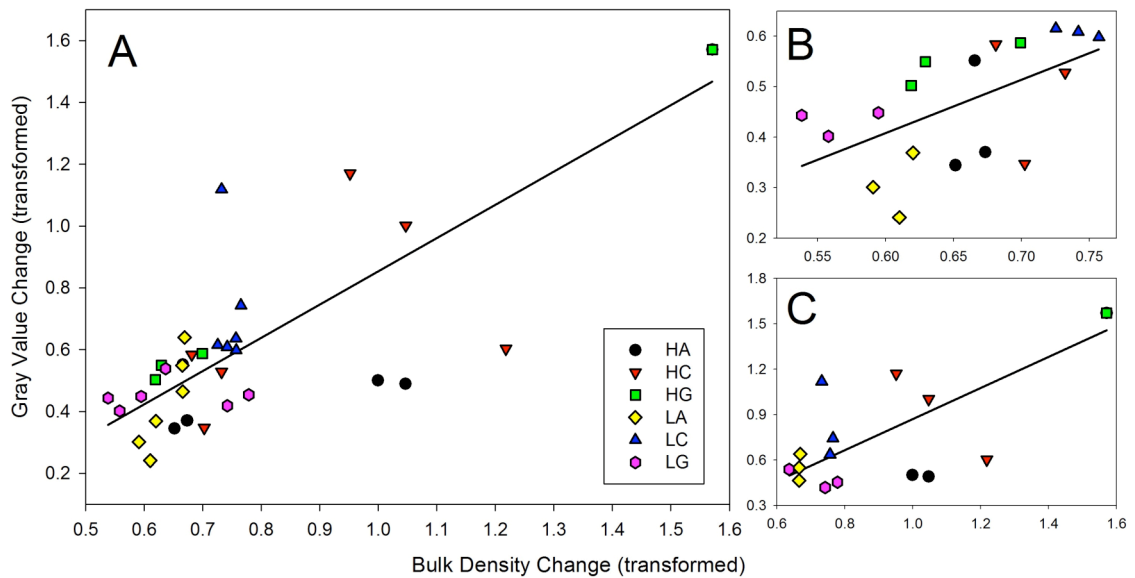 A
Gray Value Change (transformed)
1.6
1.4
1.2
1.0
0.8
0.6
0.4
0.2
0.5 0.6 0.7 0.8 0.9 1.0 1.1 1.2 1.3 1.4 1.5 1.6
HA
HC
HG
LA
LC
LG
Bulk Density Change (transformed)
B
0.6
0.5
0.4
0.3
0.2
0.55 0.60 0.65 0.70 0.75
C
1.8
1.5
1.2
0.9
0.6
0.3
0.6 0.8 1.0 1.2 1.4 1.6